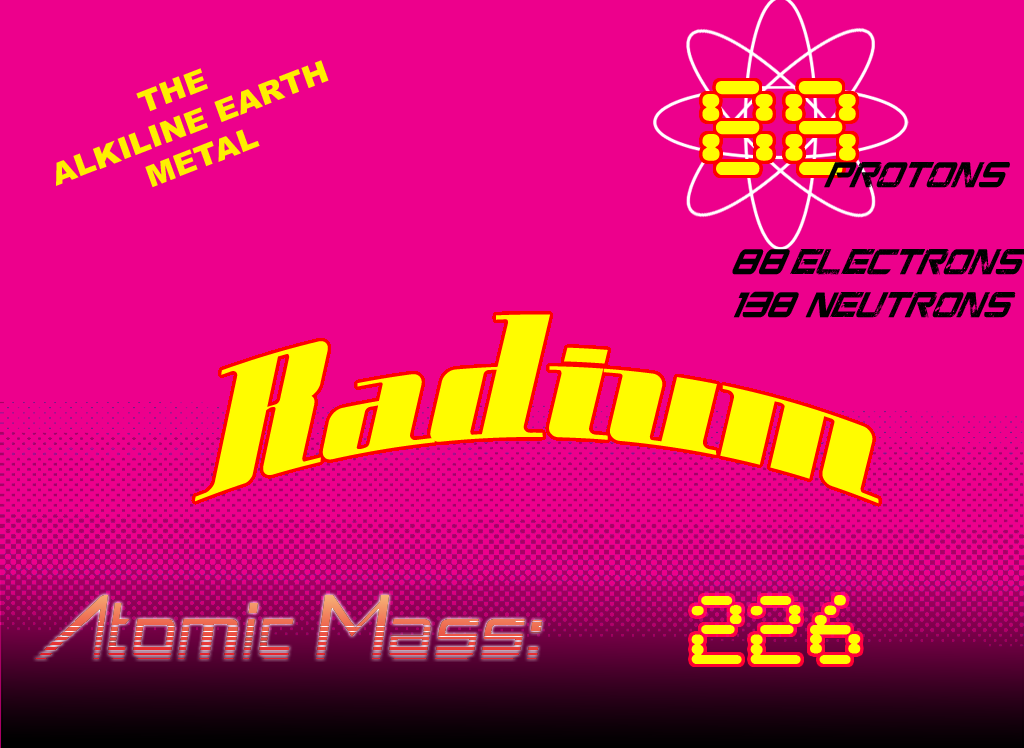 THE
ALKILINE EARTH
METAL
88
PROTONS
88 ELECTRONS
138 NEUTRONS
Radium
Atomic Mass: 226